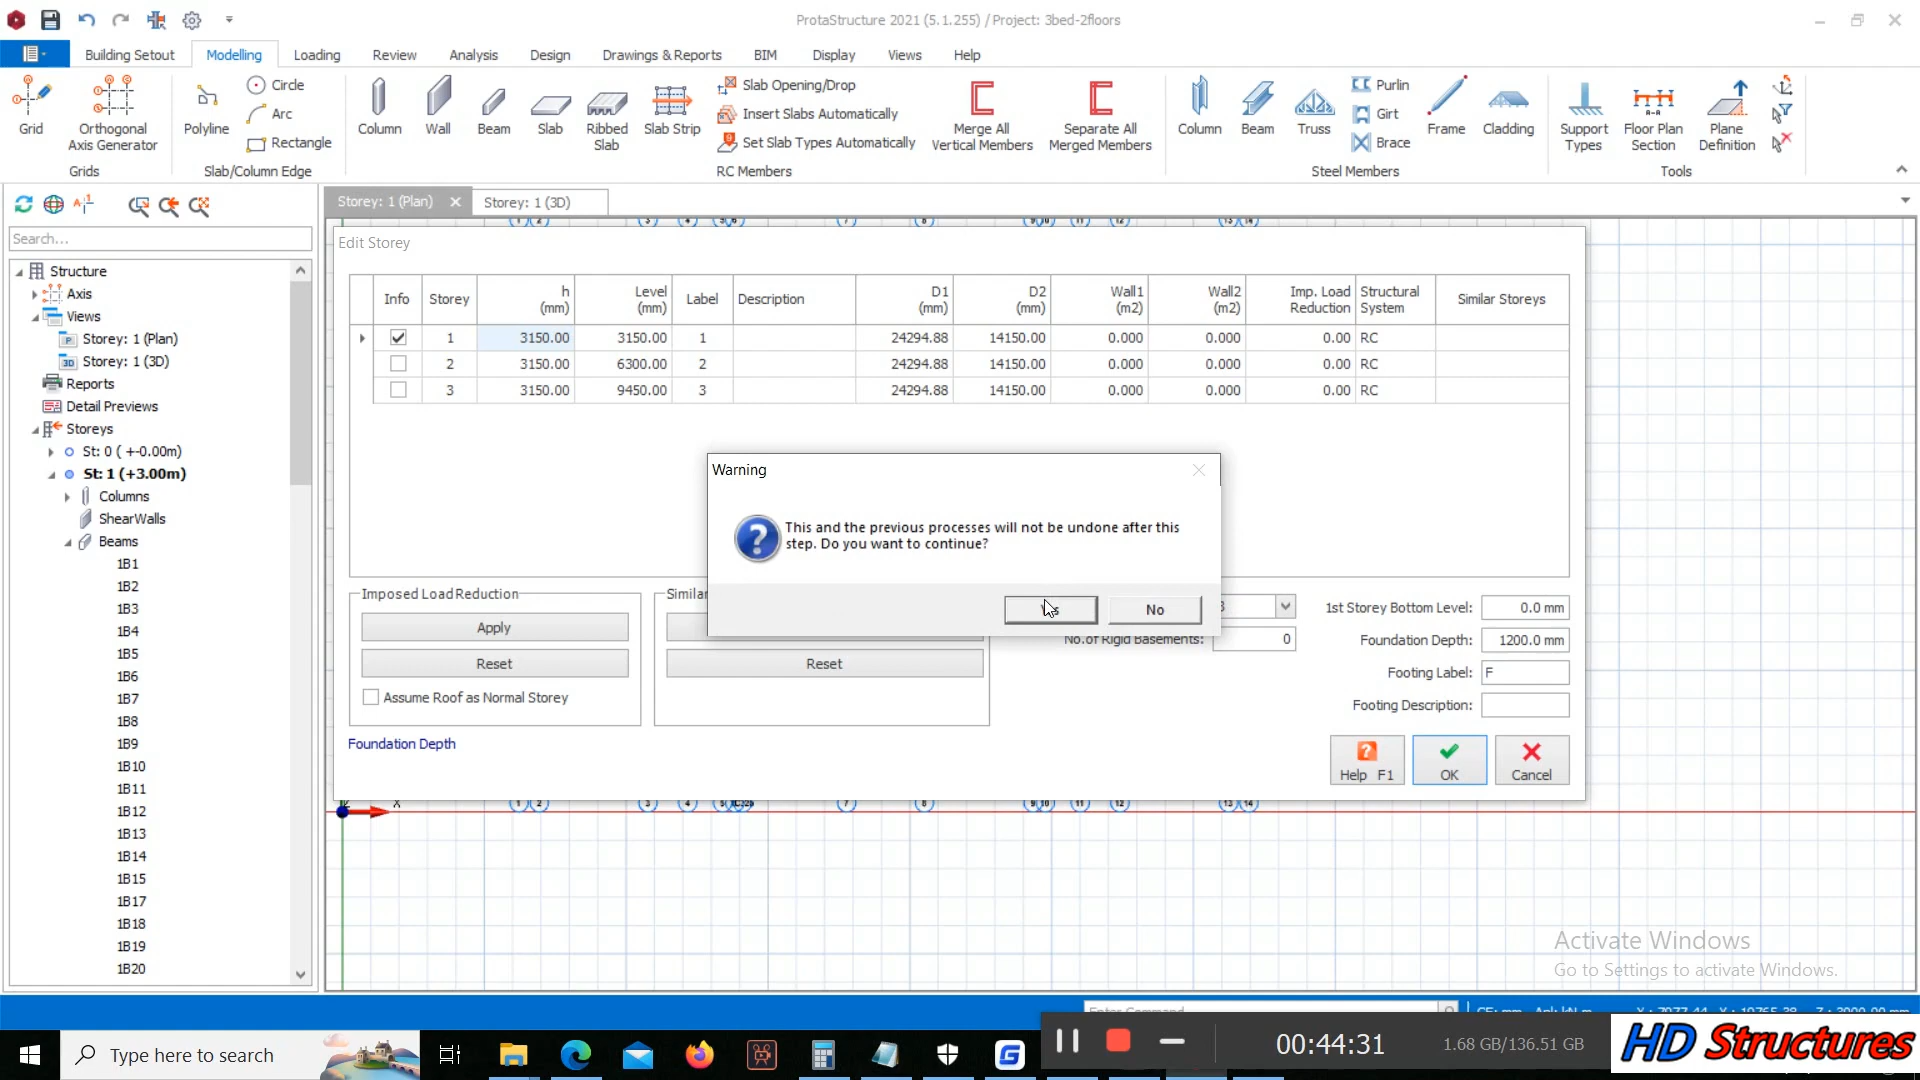 ProtaStructure 2021 (5.1.255) / Project: 3bed-2floors
Building Setout Modelling Loading Review Analysis Design Drawings & Reports BIM Display Views Help
Grid
Orthogonal Axis Generator
Grids
Polyline
Circle
Arc
Rectangle
Slab/Column Edge
Column
Wall
Beam
Slab
Ribbed Slab
Slab Strip
Slab Opening/Drop
Insert Slabs Automatically
Set Slab Types Automatically
Merge All Vertical Members
Separate All Merged Members
RC Members
Column
Beam
Truss
Purlin
Girt
Brace
Frame
Cladding
Steel Members
Support Types
Floor Plan Section
Plane Definition
Tools
Search...
Structure
Axis
Views
Storey: 1 (Plan)
Storey: 1 (3D)
Reports
Detail Previews
Storeys
St: 0 ( +-0.00m)
St: 1 (+3.00m)
Columns
ShearWalls
Beams
1B1
1B2
1B3
1B4
1B5
1B6
1B7
1B8
1B9
1B10
1B11
1B12
1B13
1B14
1B15
1B17
1B18
1B19
1B20
Storey: 1 (Plan) Storey: 1 (3D)
Edit Storey
Info Storey h (mm) Level (mm) Label Description D1 (mm) D2 (mm) Wall1 (m2) Wall2 (m2) Imp. Load Reduction Structural System Similar Storeys
1 3150.00 3150.00 1 24294.88 14150.00 0.000 0.000 0.00 RC
2 3150.00 6300.00 2 24294.88 14150.00 0.000 0.000 0.00 RC
3 3150.00 9450.00 3 24294.88 14150.00 0.000 0.000 0.00 RC
Warning
This and the previous processes will not be undone after this
step. Do you want to continue?
No
Imposed Load Reduction
Apply
Reset
Assume Roof as Normal Storey
Similar
Reset
No.of Rigid Basements: 0
1st Storey Bottom Level: 0.0 mm
Foundation Depth: 1200.0 mm
Footing Label: F
Footing Description:
Foundation Depth
Help F1
OK
Cancel
X
Activate Windows
Go to Settings to activate Windows.
Enter Command
Type here to search
00:44:31
1.68 GB/136.51 GB
HD Structures